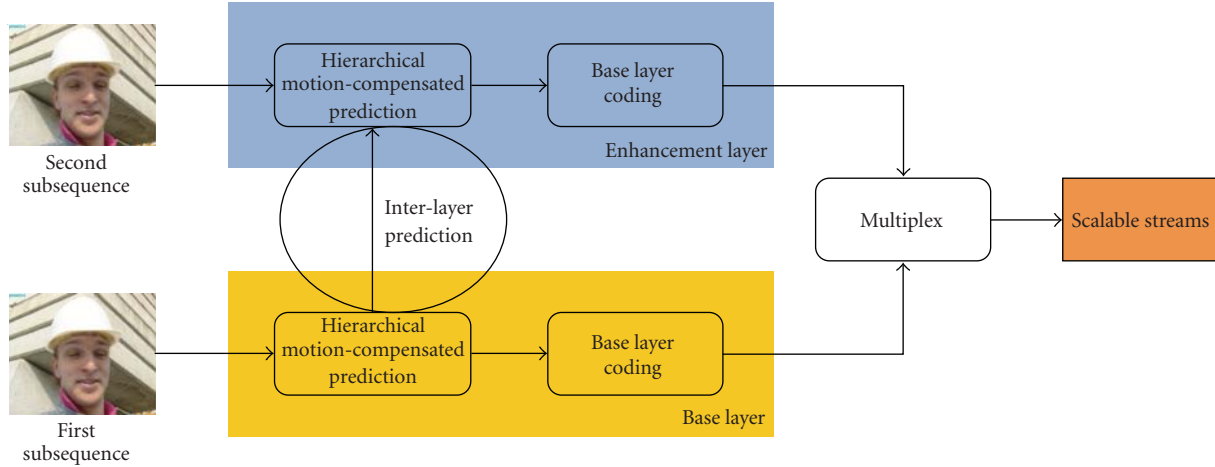 Second
subsequence
Hierarchical
motion-compensated
prediction
Base layer
coding
Enhancement layer
Inter-layer
prediction
Multiplex
Scalable streams
First
subsequence
Hierarchical
motion-compensated
prediction
Base layer
coding
Base layer